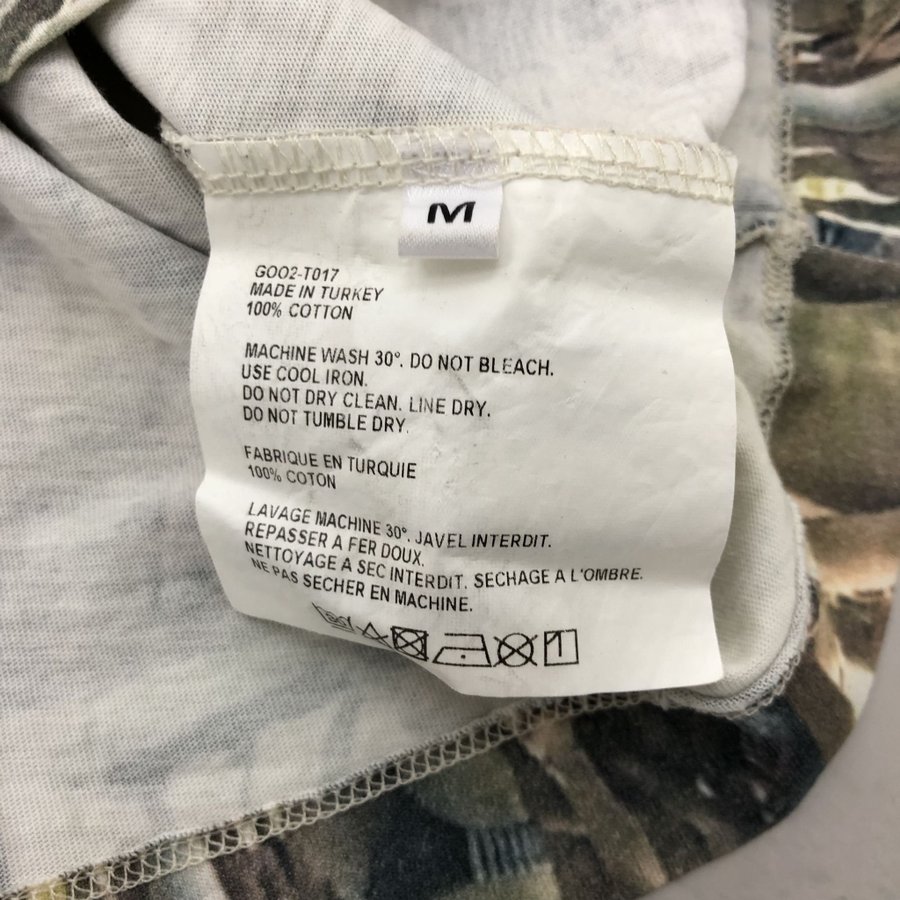 M
G002-T017
MADE IN TURKEY
100% COTTON
MACHINE WASH 30°. DO NOT BLEACH.
USE COOL IRON.
DO NOT DRY CLEAN. LINE DRY.
DO NOT TUMBLE DRY.
FABRIQUE EN TURQUIE
100% COTON
LAVAGE MACHINE 30°. JAVEL INTERDIT.
REPASSER A FER DOUX.
NETTOYAGE A SEC INTERDIT. SECHAGE A L'OMBRE.
NE PAS SECHER EN MACHINE.
30